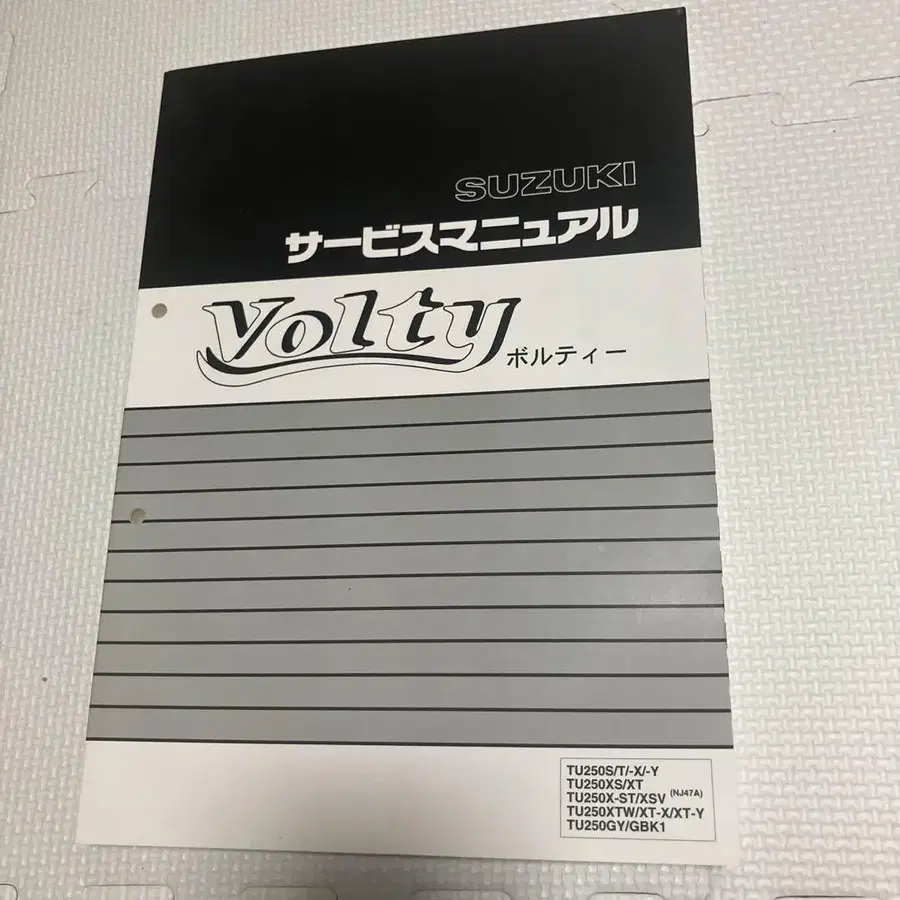 SUZUKI
サービスマニュアル
Volty
ボルティー
TU250S/T/-X/-Y
TU250XS/XT
TU250X-ST/XSV (NJ47A)
TU250XTW/XT-X/XT-Y
TU250GY/GBK1